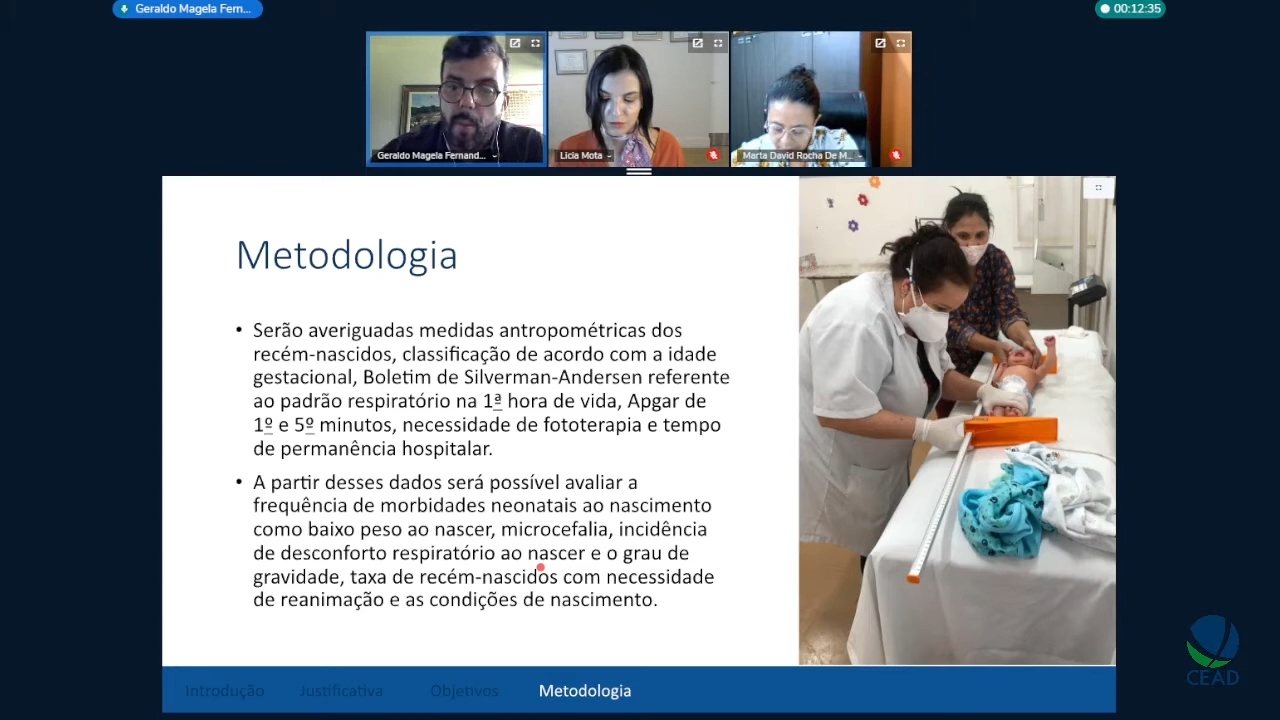 Geraldo Magela Fern...
00:12:35
Geraldo Magela Fernand...
Licia Mota
Marta David Rocha De M...
Metodologia
• Serão averiguadas medidas antropométricas dos
recém-nascidos, classificação de acordo com a idade
gestacional, Boletim de Silverman-Andersen referente
ao padrão respiratório na 1ª hora de vida, Apgar de
1º e 5º minutos, necessidade de fototerapia e tempo
de permanência hospitalar.
• A partir desses dados será possível avaliar a
frequência de morbidades neonatais ao nascimento
como baixo peso ao nascer, microcefalia, incidência
de desconforto respiratório ao nascer e o grau de
gravidade, taxa de recém-nascidos com necessidade
de reanimação e as condições de nascimento.
Introdução Justificativa Objetivos Metodologia
CEAD